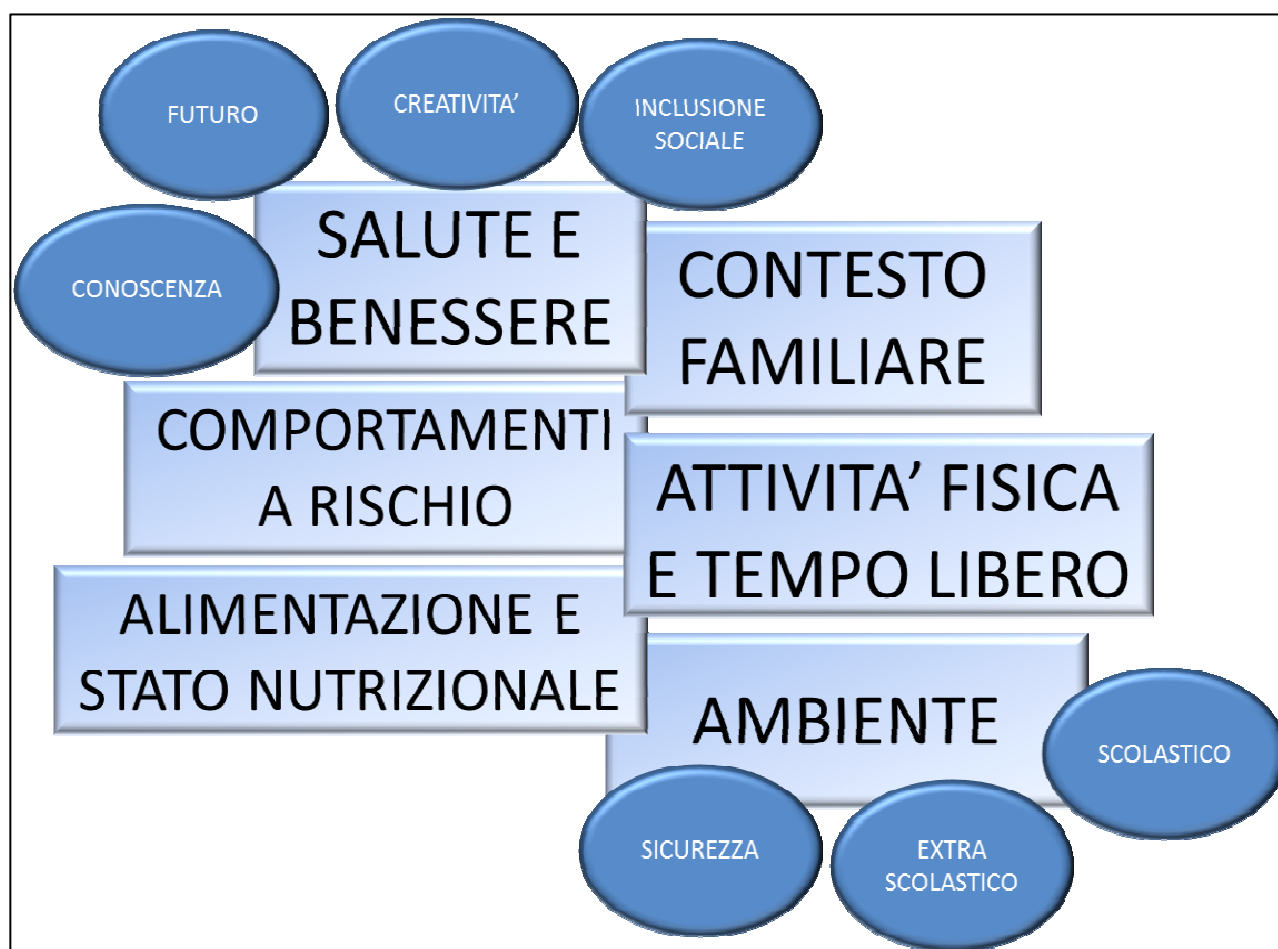 FUTURO
CREATIVITA’
INCLUSIONE
SOCIALE
CONOSCENZA
SALUTE E
BENESSERE
CONTESTO
FAMILIARE
COMPORTAMENTI
A RISCHIO
ATTIVITA’ FISICA
E TEMPO LIBERO
ALIMENTAZIONE E
STATO NUTRIZIONALE
AMBIENTE
SCOLASTICO
SICUREZZA
EXTRA
SCOLASTICO